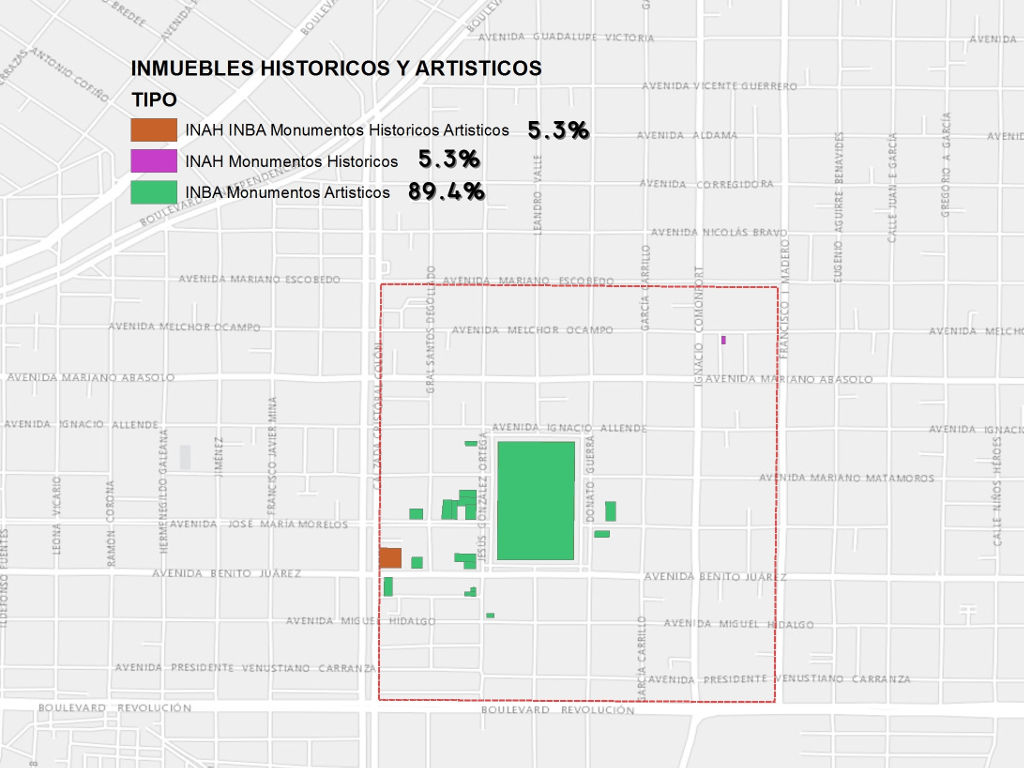 BREDEE
AVENIDA
BOULEVARD
BOULEVA
AVENIDA GUADALUPE VICTORIA
AVENIDA
ANTONIO COFIÑO
INMUEBLES HISTORICOS Y ARTISTICOS
TIPO
INAH INBA Monumentos Historicos Artisticos 5.3%
INAH Monumentos Historicos 5.3%
INBA Monumentos Artisticos 89.4%
AVENIDA VICENTE GUERRERO
AVENIDA ALDAMA
AVENIDA CORREGIDORA
AVENIDA NICOLÁS BRAVO
LEANDRO VALLE
EUGENIO AGUIRRE BENAVIDES
CALLE JUAN E GARCÍA
GREGORIO A GARCÍA
AVENIDA MARIANO ESCOBEDO
AVENIDA MARIANO ESCOBEDO
GRAL SANTOS DEGOLLADO
GARCÍA CARRILLO
IGNACIO COMONFORT
FRANCISCO I MADERO
AVENIDA MELCHOR OCAMPO
AVENIDA MELCHOR OCAMPO
AVENIDA MELCHO
CALZADA CRISTOBAL COLÓN
AVENIDA MARIANO ABASOLO
AVENIDA MARIANO ABASOLO
AVENIDA IGNACIO ALLENDE
AVENIDA IGNACIO ALLENDE
AVENIDA IGNACIO
HERMENEGILDO GALEANA
JIMÉNEZ
FRANCISCO JAVIER MINA
JESÚS GONZÁLEZ ORTEGA
DONATO GUERRA
AVENIDA MARIANO MATAMOROS
CALLE NIÑOS HÉROES
LEONA VICARIO
RAMÓN CORONA
AVENIDA JOSÉ MARÍA MORELOS
ILDEFONSO FUENTES
AVENIDA BENITO JUÁREZ
AVENIDA BENITO JUÁREZ
AVENIDA MIGUEL HIDALGO
AVENIDA MIGUEL HIDALGO
GARCÍA CARRILLO
AVENIDA PRESIDENTE VENUSTIANO CARRANZA
AVENIDA PRESIDENTE VENUSTIANO CARRANZA
BOULEVARD REVOLUCIÓN
BOULEVARD REVOLUCIÓN